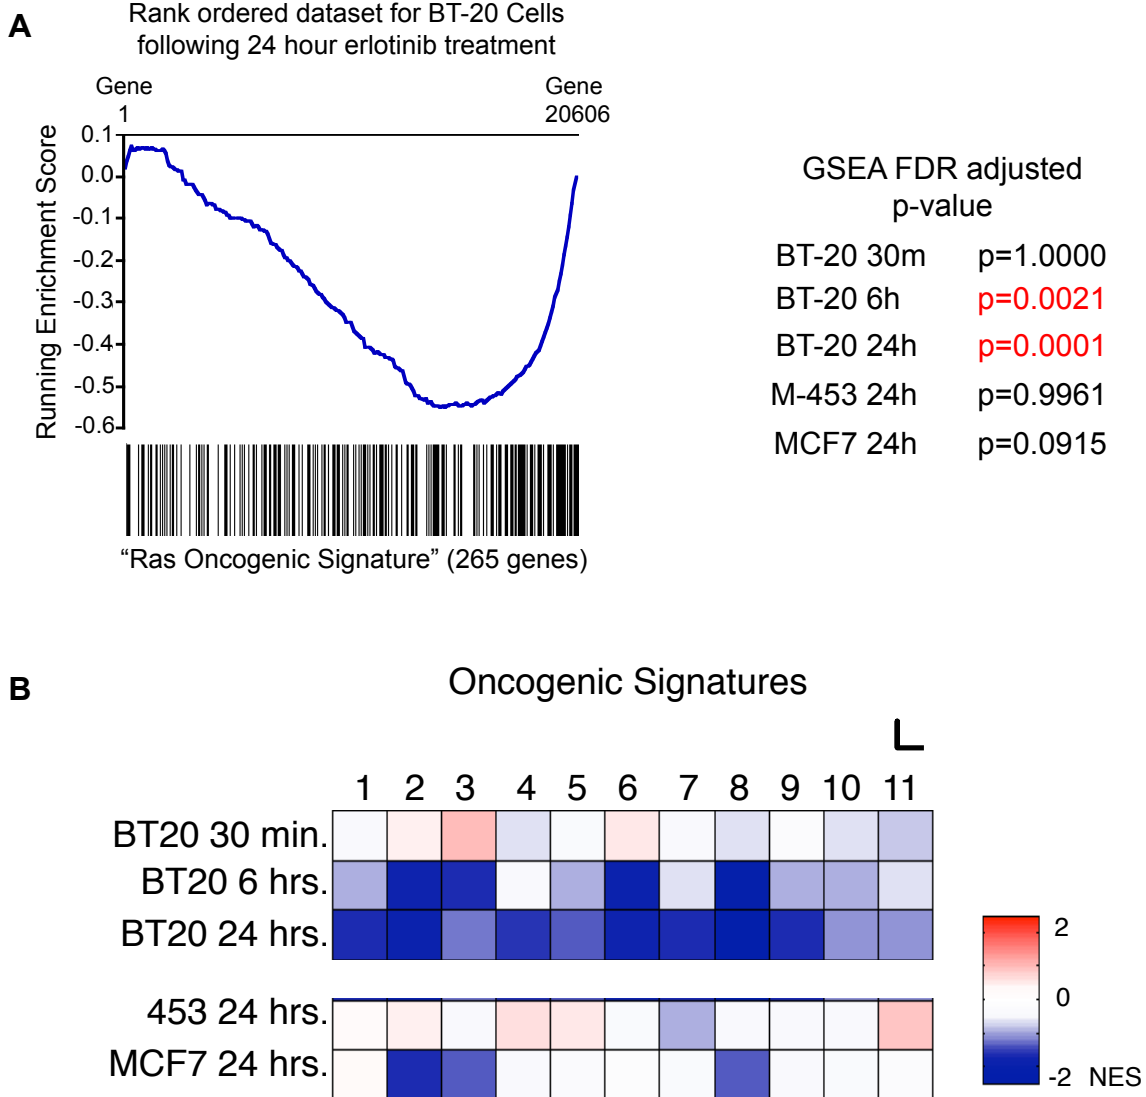 A
Rank ordered dataset for BT-20 Cells
following 24 hour erlotinib treatment
Gene
1
Gene
20606
Running Enrichment Score
0.1
0.0
-0.1
-0.2
-0.3
-0.4
-0.5
-0.6
“Ras Oncogenic Signature” (265 genes)
GSEA FDR adjusted
p-value
BT-20 30m p=1.0000
BT-20 6h p=0.0021
BT-20 24h p=0.0001
M-453 24h p=0.9961
MCF7 24h p=0.0915
B
Oncogenic Signatures
1 2 3 4 5 6 7 8 9 10 11
BT20 30 min.
BT20 6 hrs.
BT20 24 hrs.
453 24 hrs.
MCF7 24 hrs.
2
0
-2 NES